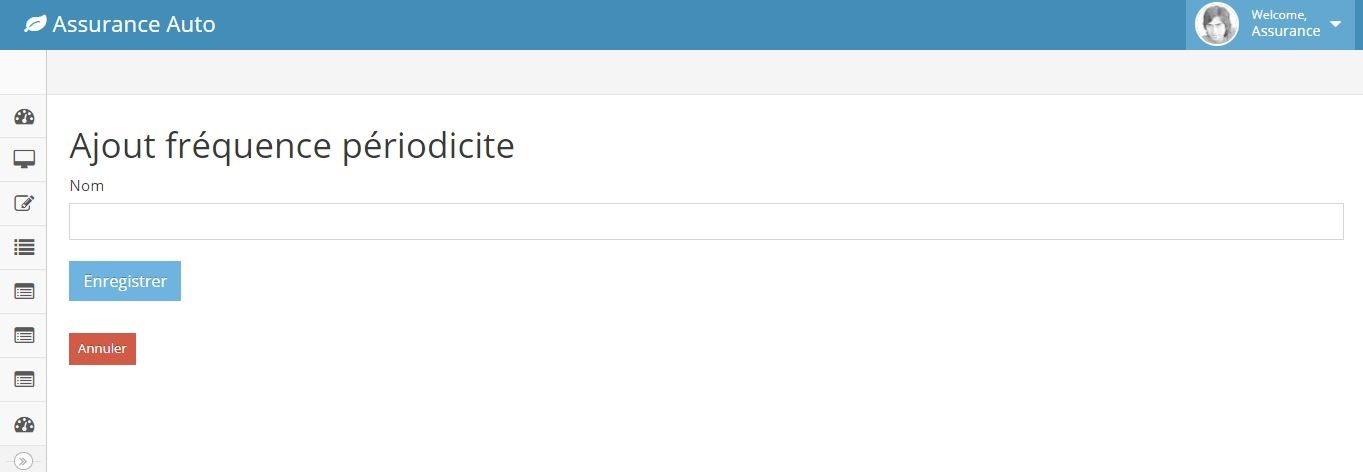 Assurance Auto
Welcome,
Assurance
Ajout fréquence périodicite
Nom
Enregistrer
Annuler